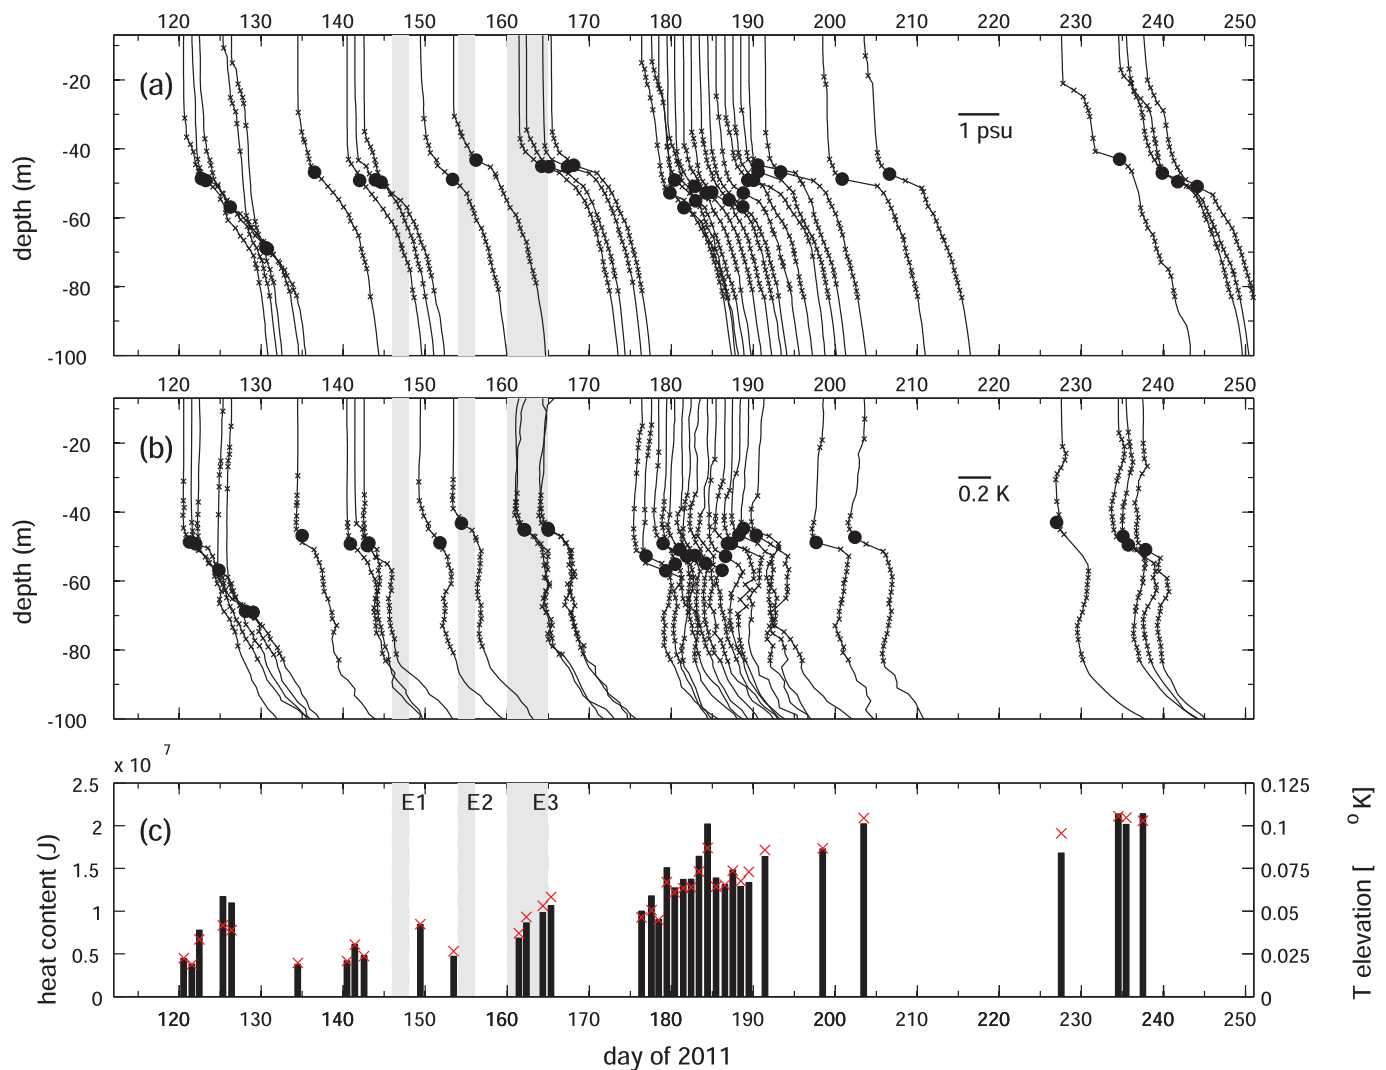 120 130 140 150 160 170 180 190 200 210 220 230 240 250
(a)
-20
-40
-60
-80
-100
depth (m)
1 psu
120 130 140 150 160 170 180 190 200 210 220 230 240 250
(b)
-20
-40
-60
-80
-100
depth (m)
0.2 K
x 10 7
2.5
2
1.5
1
0.5
0
heat content (J)
(c)
E1 E2 E3
0.125
0.1
0.075
0.05
0.025
0
T elevation [ oK]
120 130 140 150 160 170 180 190 200 210 220 230 240 250
day of 2011